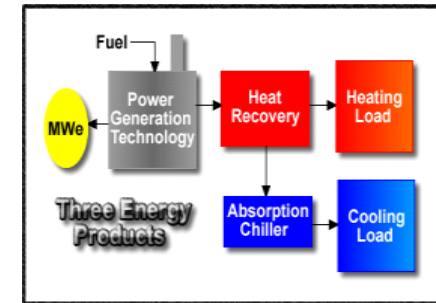 Fuel
Power
Generation
Technology
MWe
Heat
Recovery
Heating
Load
Three Energy
Products
Absorption
Chiller
Cooling
Load